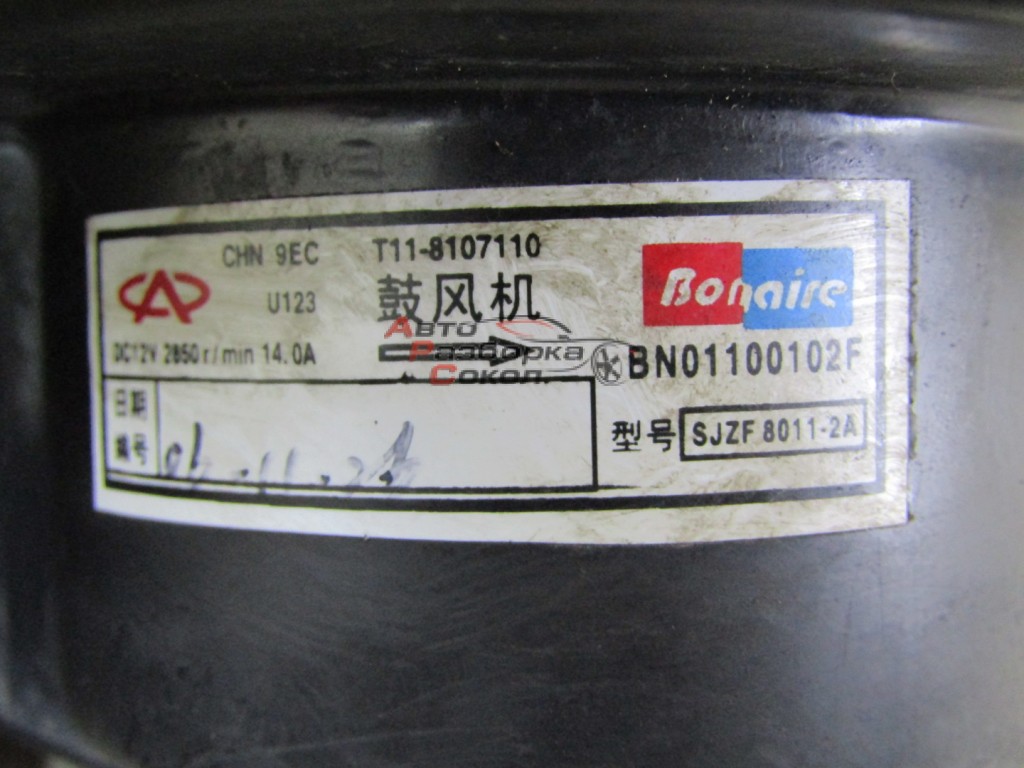 CHN 9EC T11-8107110
U123 鼓风机
Bonaire
DC12V 2850 r/min 14.0A
BN01100102F
Авто
Разборка
Сокол.
日期
编号
型号 SJZF 8011-2A